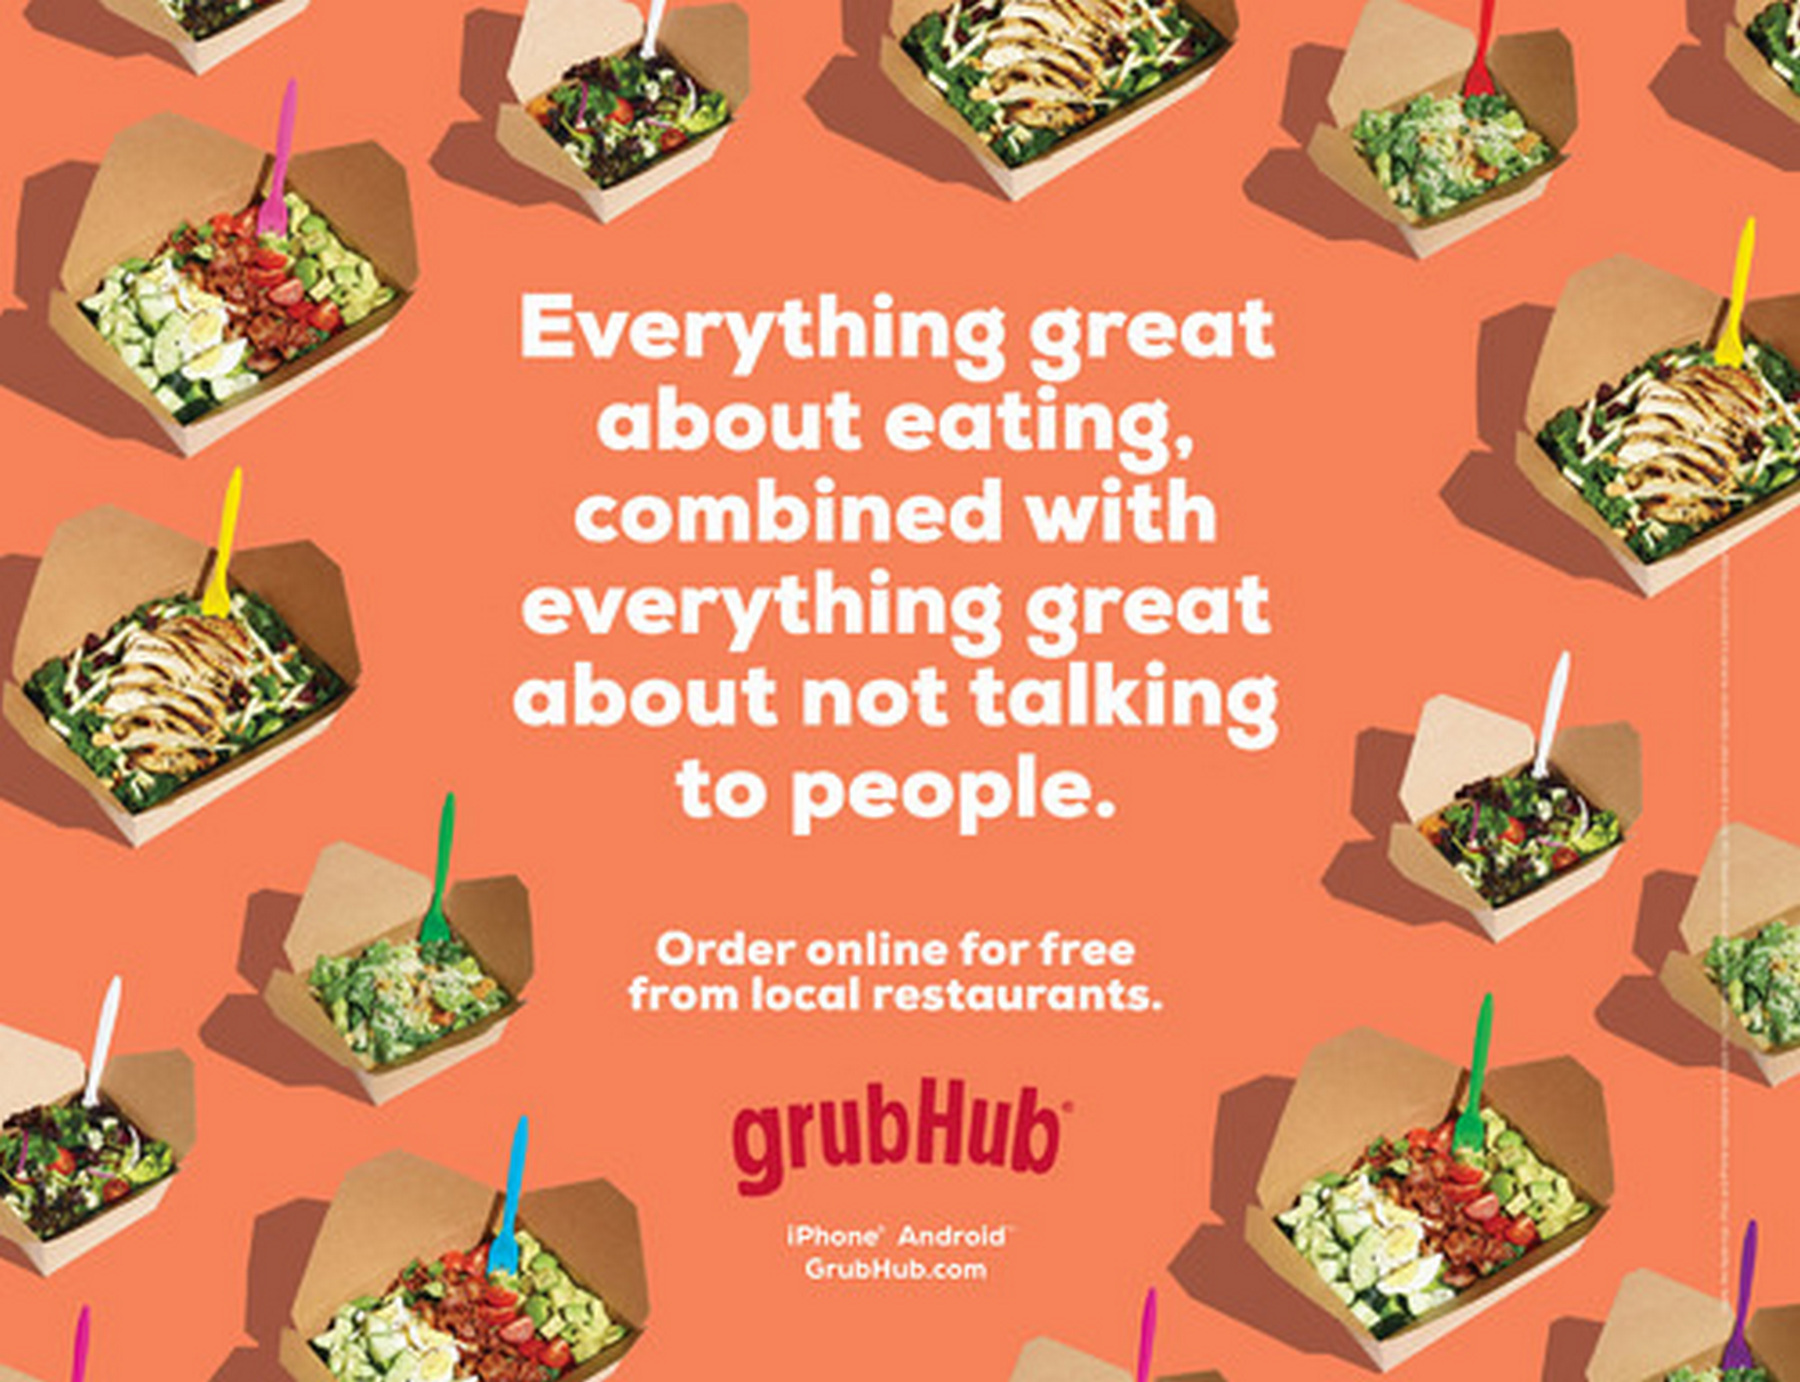 Everything great
about eating,
combined with
everything great
about not talking
to people.
Order online for free
from local restaurants.
grubHub®
iPhone® Android™
GrubHub.com